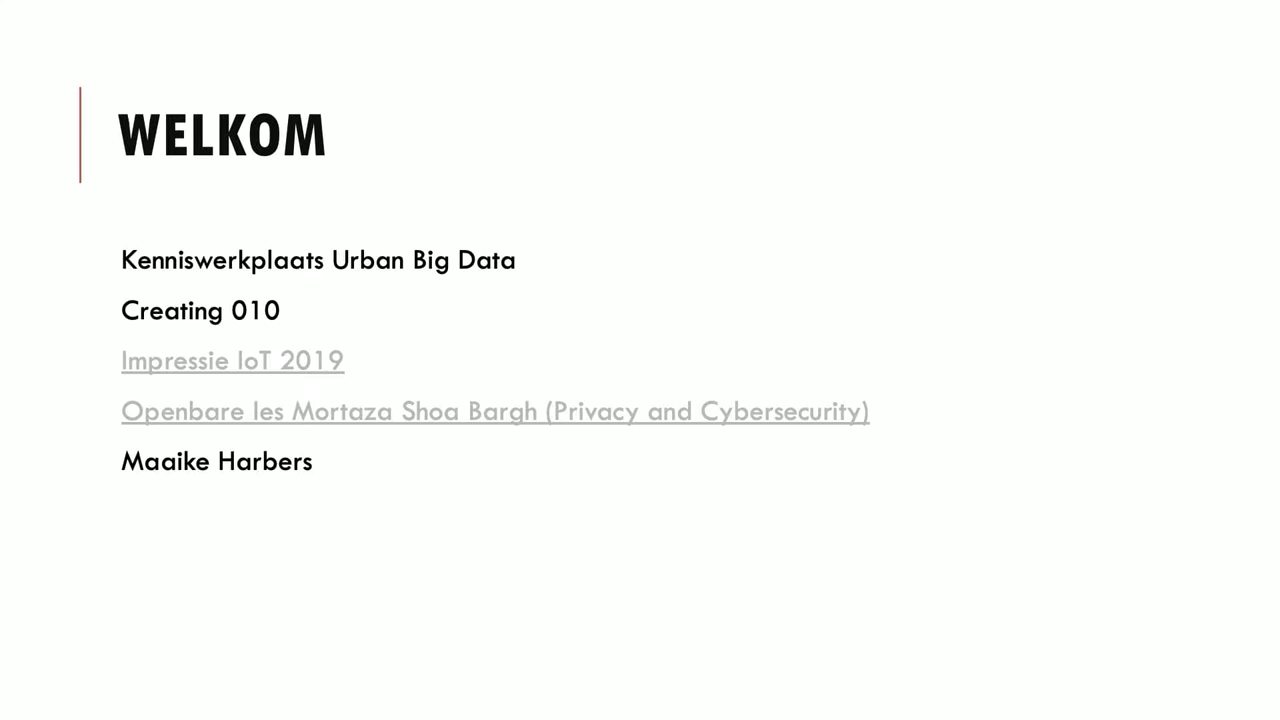 WELKOM
Kenniswerkplaats Urban Big Data
Creating 010
Impressie IoT 2019
Openbare les Mortaza Shoa Bargh (Privacy and Cybersecurity)
Maaike Harbers